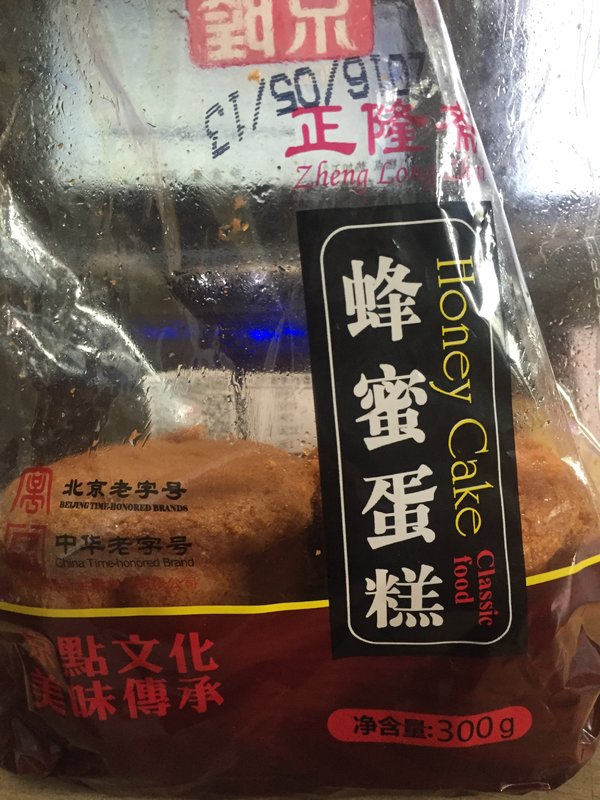 2016/05/13
正隆斋
Zheng Long Zhai
蜂蜜蛋糕
Honey Cake
Classic
food
北京老字号
BEIJING TIME-HONORED BRANDS
中华老字号
China Time-honored Brand
點文化
美味傳承
净含量:300g